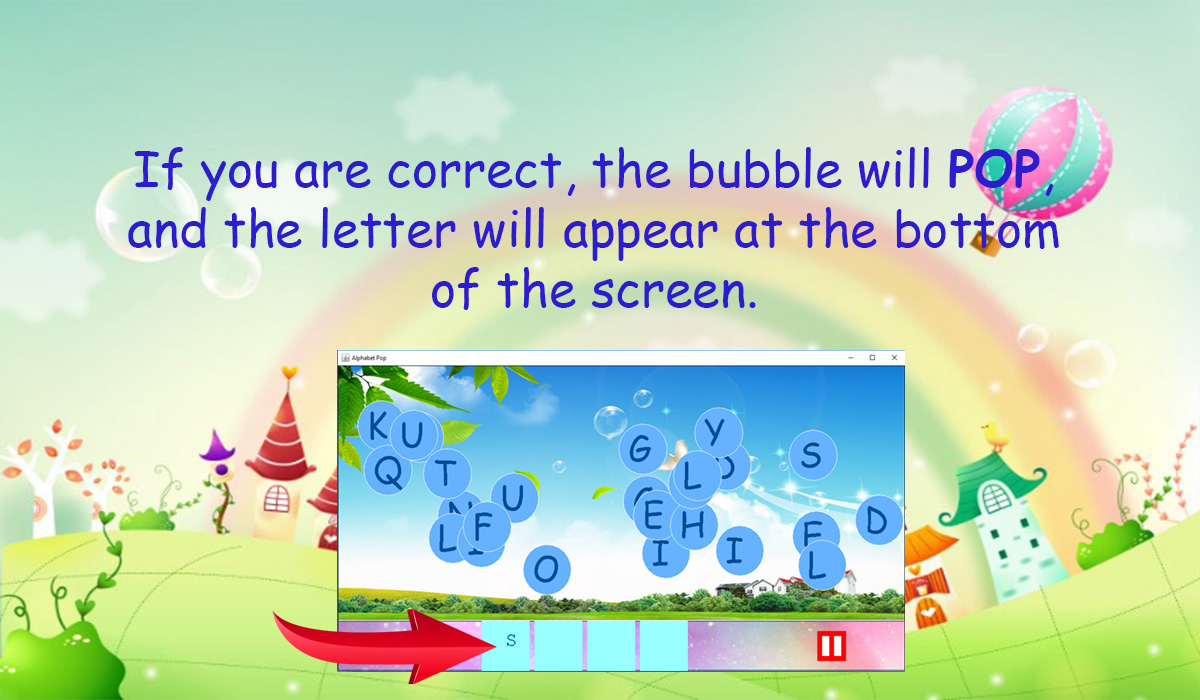 If you are correct, the bubble will POP,
and the letter will appear at the bottom
of the screen.
Alphabet Pop
K
U
Q
T
U
L
F
O
G
Y
L
S
E
H
I
I
D
L
S